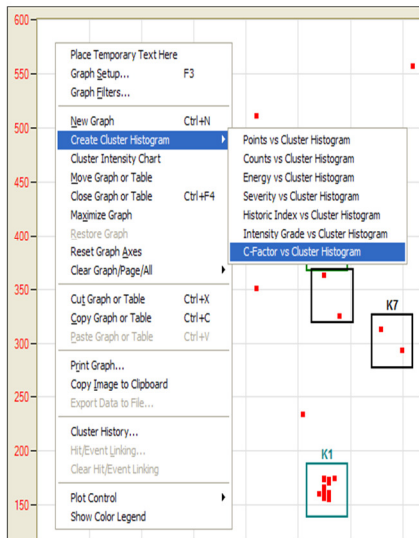 600
550
500
450
400
350
300
250
200
150
Place Temporary Text Here
Graph Setup... F3
Graph Filters...
New Graph Ctrl+N
Create Cluster Histogram
Cluster Intensity Chart
Move Graph or Table
Close Graph or Table Ctrl+F4
Maximize Graph
Restore Graph
Reset Graph Axes
Clear Graph/Page/All
Cut Graph or Table Ctrl+X
Copy Graph or Table Ctrl+C
Paste Graph or Table Ctrl+V
Print Graph...
Copy Image to Clipboard
Export Data to File...
Cluster History...
Hit/Event Linking...
Clear Hit/Event Linking
Plot Control
Show Color Legend
Points vs Cluster Histogram
Counts vs Cluster Histogram
Energy vs Cluster Histogram
Severity vs Cluster Histogram
Historic Index vs Cluster Histogram
Intensity Grade vs Cluster Histogram
C-Factor vs Cluster Histogram
K7
K1